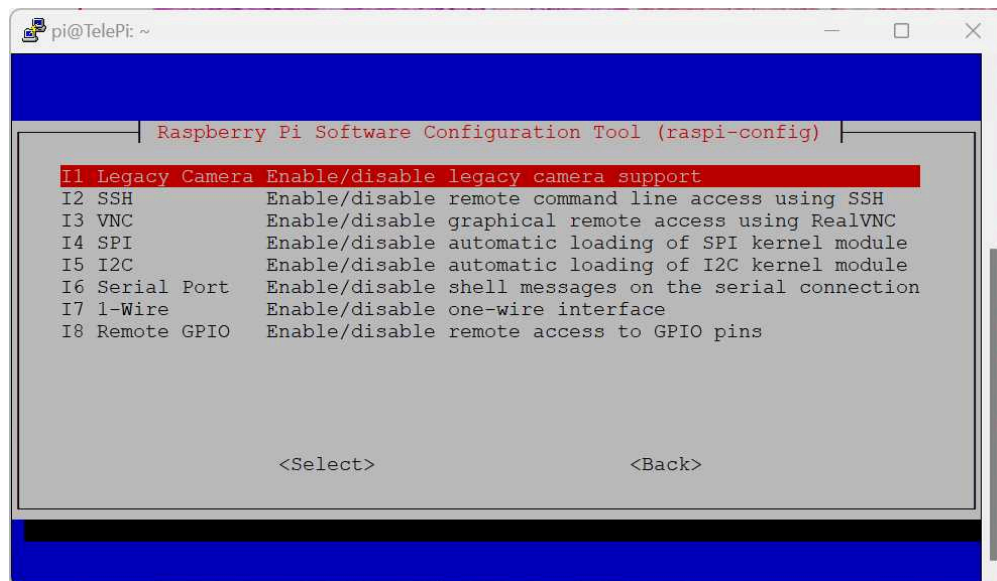 pi@TelePi: ~
Raspberry Pi Software Configuration Tool (raspi-config)
I1 Legacy Camera Enable/disable legacy camera support
I2 SSH Enable/disable remote command line access using SSH
I3 VNC Enable/disable graphical remote access using RealVNC
I4 SPI Enable/disable automatic loading of SPI kernel module
I5 I2C Enable/disable automatic loading of I2C kernel module
I6 Serial Port Enable/disable shell messages on the serial connection
I7 1-Wire Enable/disable one-wire interface
I8 Remote GPIO Enable/disable remote access to GPIO pins
<Select> <Back>